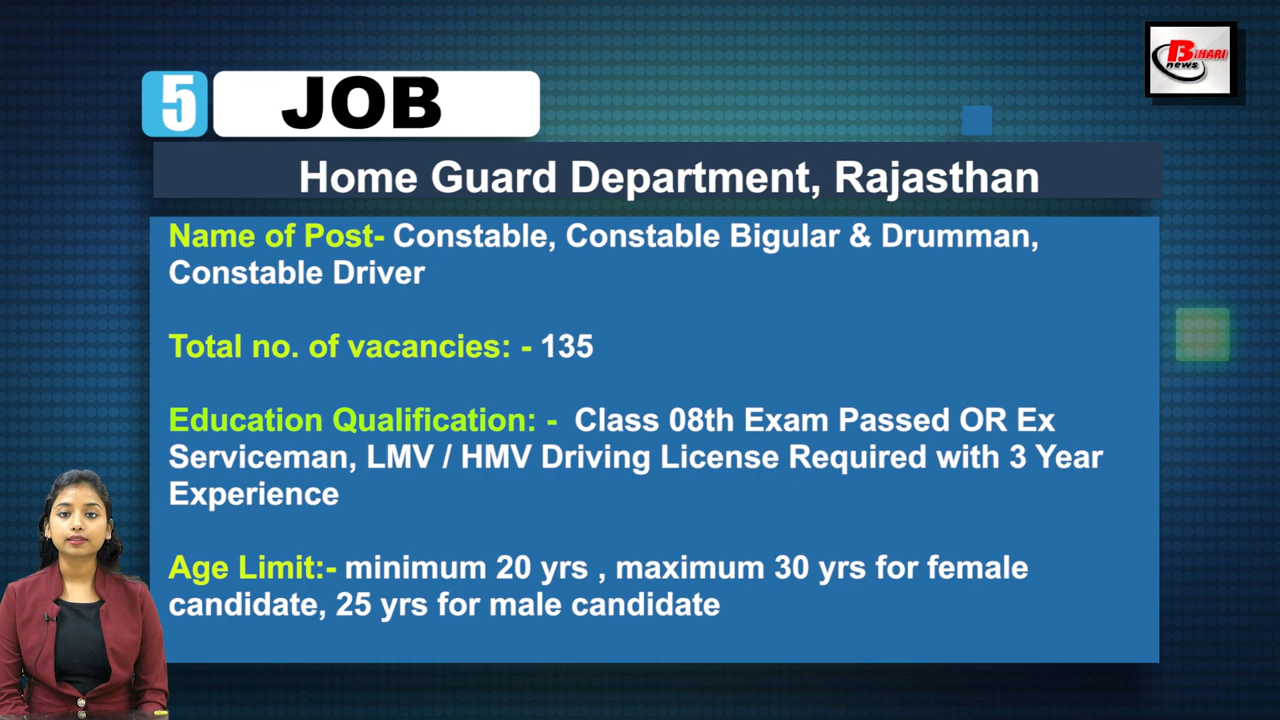 BIHARI
news
5 JOB
Home Guard Department, Rajasthan
Name of Post- Constable, Constable Bigular & Drumman,
Constable Driver
Total no. of vacancies: - 135
Education Qualification: - Class 08th Exam Passed OR Ex
Serviceman, LMV / HMV Driving License Required with 3 Year
Experience
Age Limit:- minimum 20 yrs , maximum 30 yrs for female
candidate, 25 yrs for male candidate